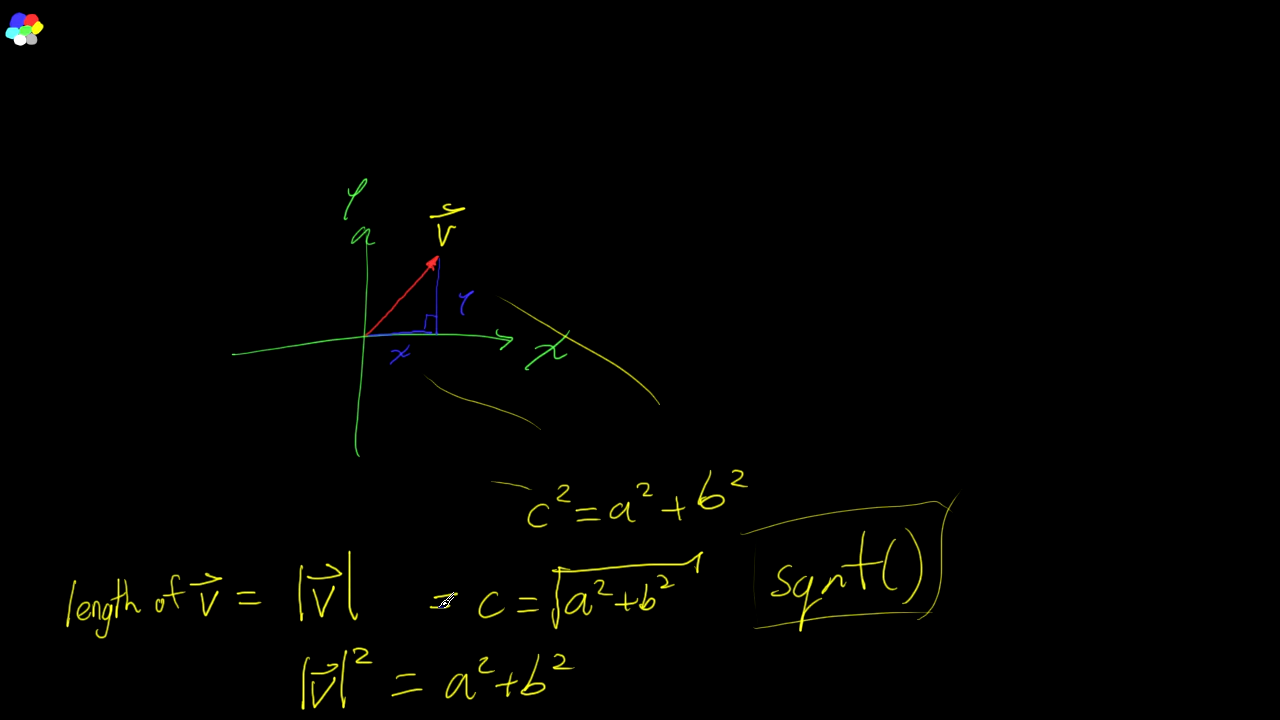 Y
V⃗
Y
x
x
c² = a² + b²
sqrt()
length of v⃗ = |V⃗| = c = √(a² + b²)
|V⃗|² = a² + b²